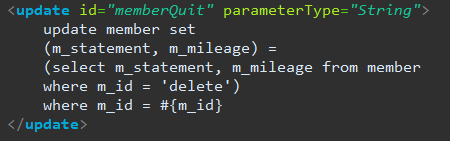 <update id="memberQuit" parameterType="String">
update member set
(m_statement, m_mileage) =
(select m_statement, m_mileage from member
where m_id = 'delete')
where m_id = #{m_id}
</update>